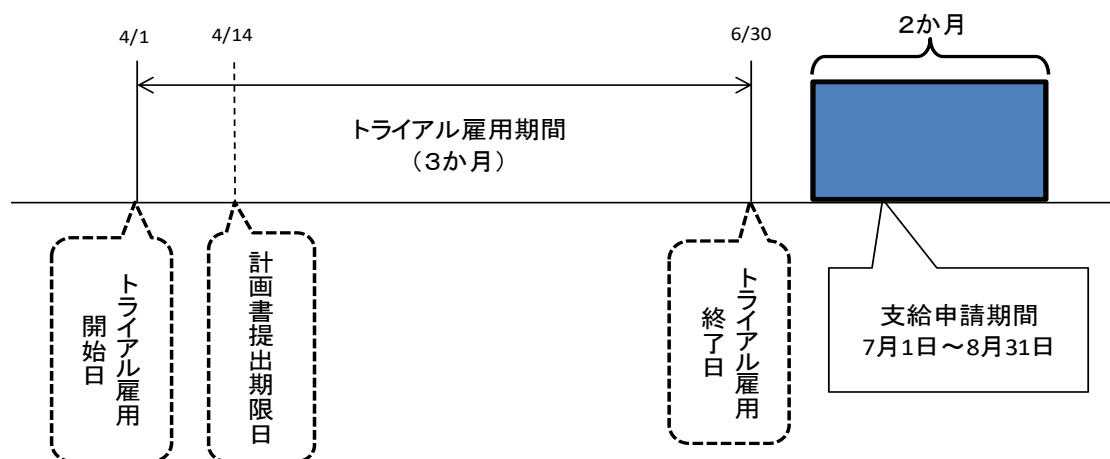 4/1
4/14
6/30
2か月
トライアル雇用期間
（3か月）
トライアル雇用
開始日
計画書提出期限日
トライアル雇用
終了日
支給申請期間
7月1日～8月31日